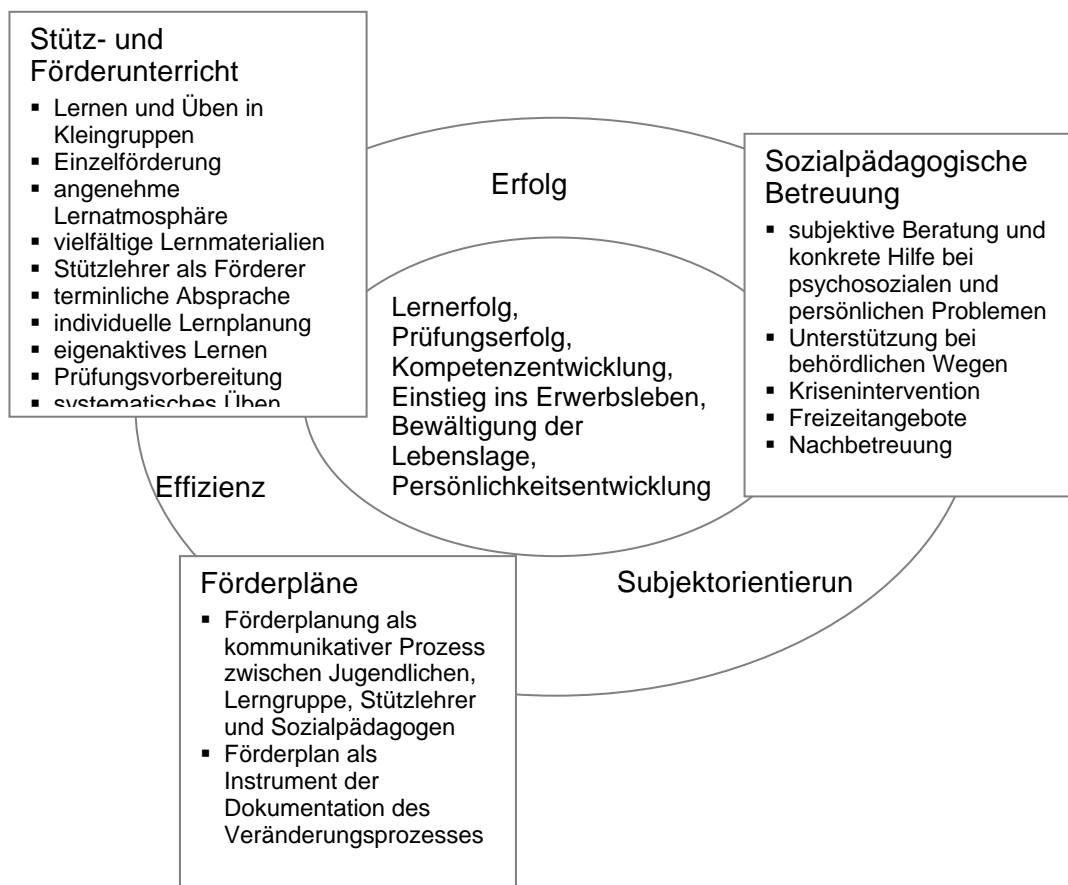 Stütz- und
Förderunterricht
▪ Lernen und Üben in
Kleingruppen
▪ Einzelförderung
▪ angenehme
Lernatmosphäre
▪ vielfältige Lernmaterialien
▪ Stützlehrer als Förderer
▪ terminliche Absprache
▪ individuelle Lernplanung
▪ eigenaktives Lernen
▪ Prüfungsvorbereitung
▪ systematisches Üben
Erfolg
Sozialpädagogische
Betreuung
▪ subjektive Beratung und
konkrete Hilfe bei
psychosozialen und
persönlichen Problemen
▪ Unterstützung bei
behördlichen Wegen
▪ Krisenintervention
▪ Freizeitangebote
▪ Nachbetreuung
Lernerfolg,
Prüfungserfolg,
Kompetenzentwicklung,
Einstieg ins Erwerbsleben,
Bewältigung der
Lebenslage,
Persönlichkeitsentwicklung
Effizienz
Subjektorientierun
Förderpläne
▪ Förderplanung als
kommunikativer Prozess
zwischen Jugendlichen,
Lerngruppe, Stützlehrer
und Sozialpädagogen
▪ Förderplan als
Instrument der
Dokumentation des
Veränderungsprozesses